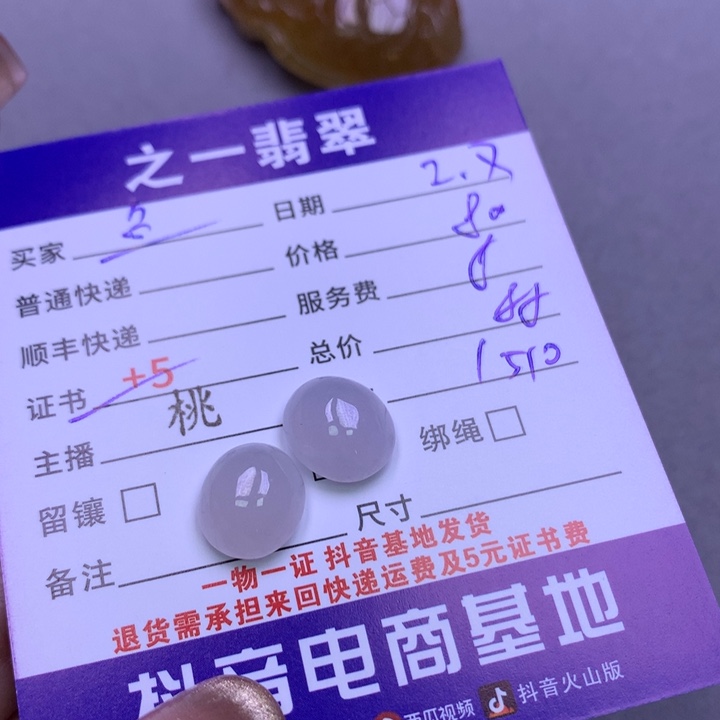 之一翡翠
买家 日期
普通快递 价格 80
顺丰快递 服务费
证书 +5 总价
主播 桃 1510
留镶 绑绳
备注 尺寸
一物一证 抖音基地发货
退货需承担来回快递运费及5元证书费
抖音电商基地
西瓜视频 抖音火山版